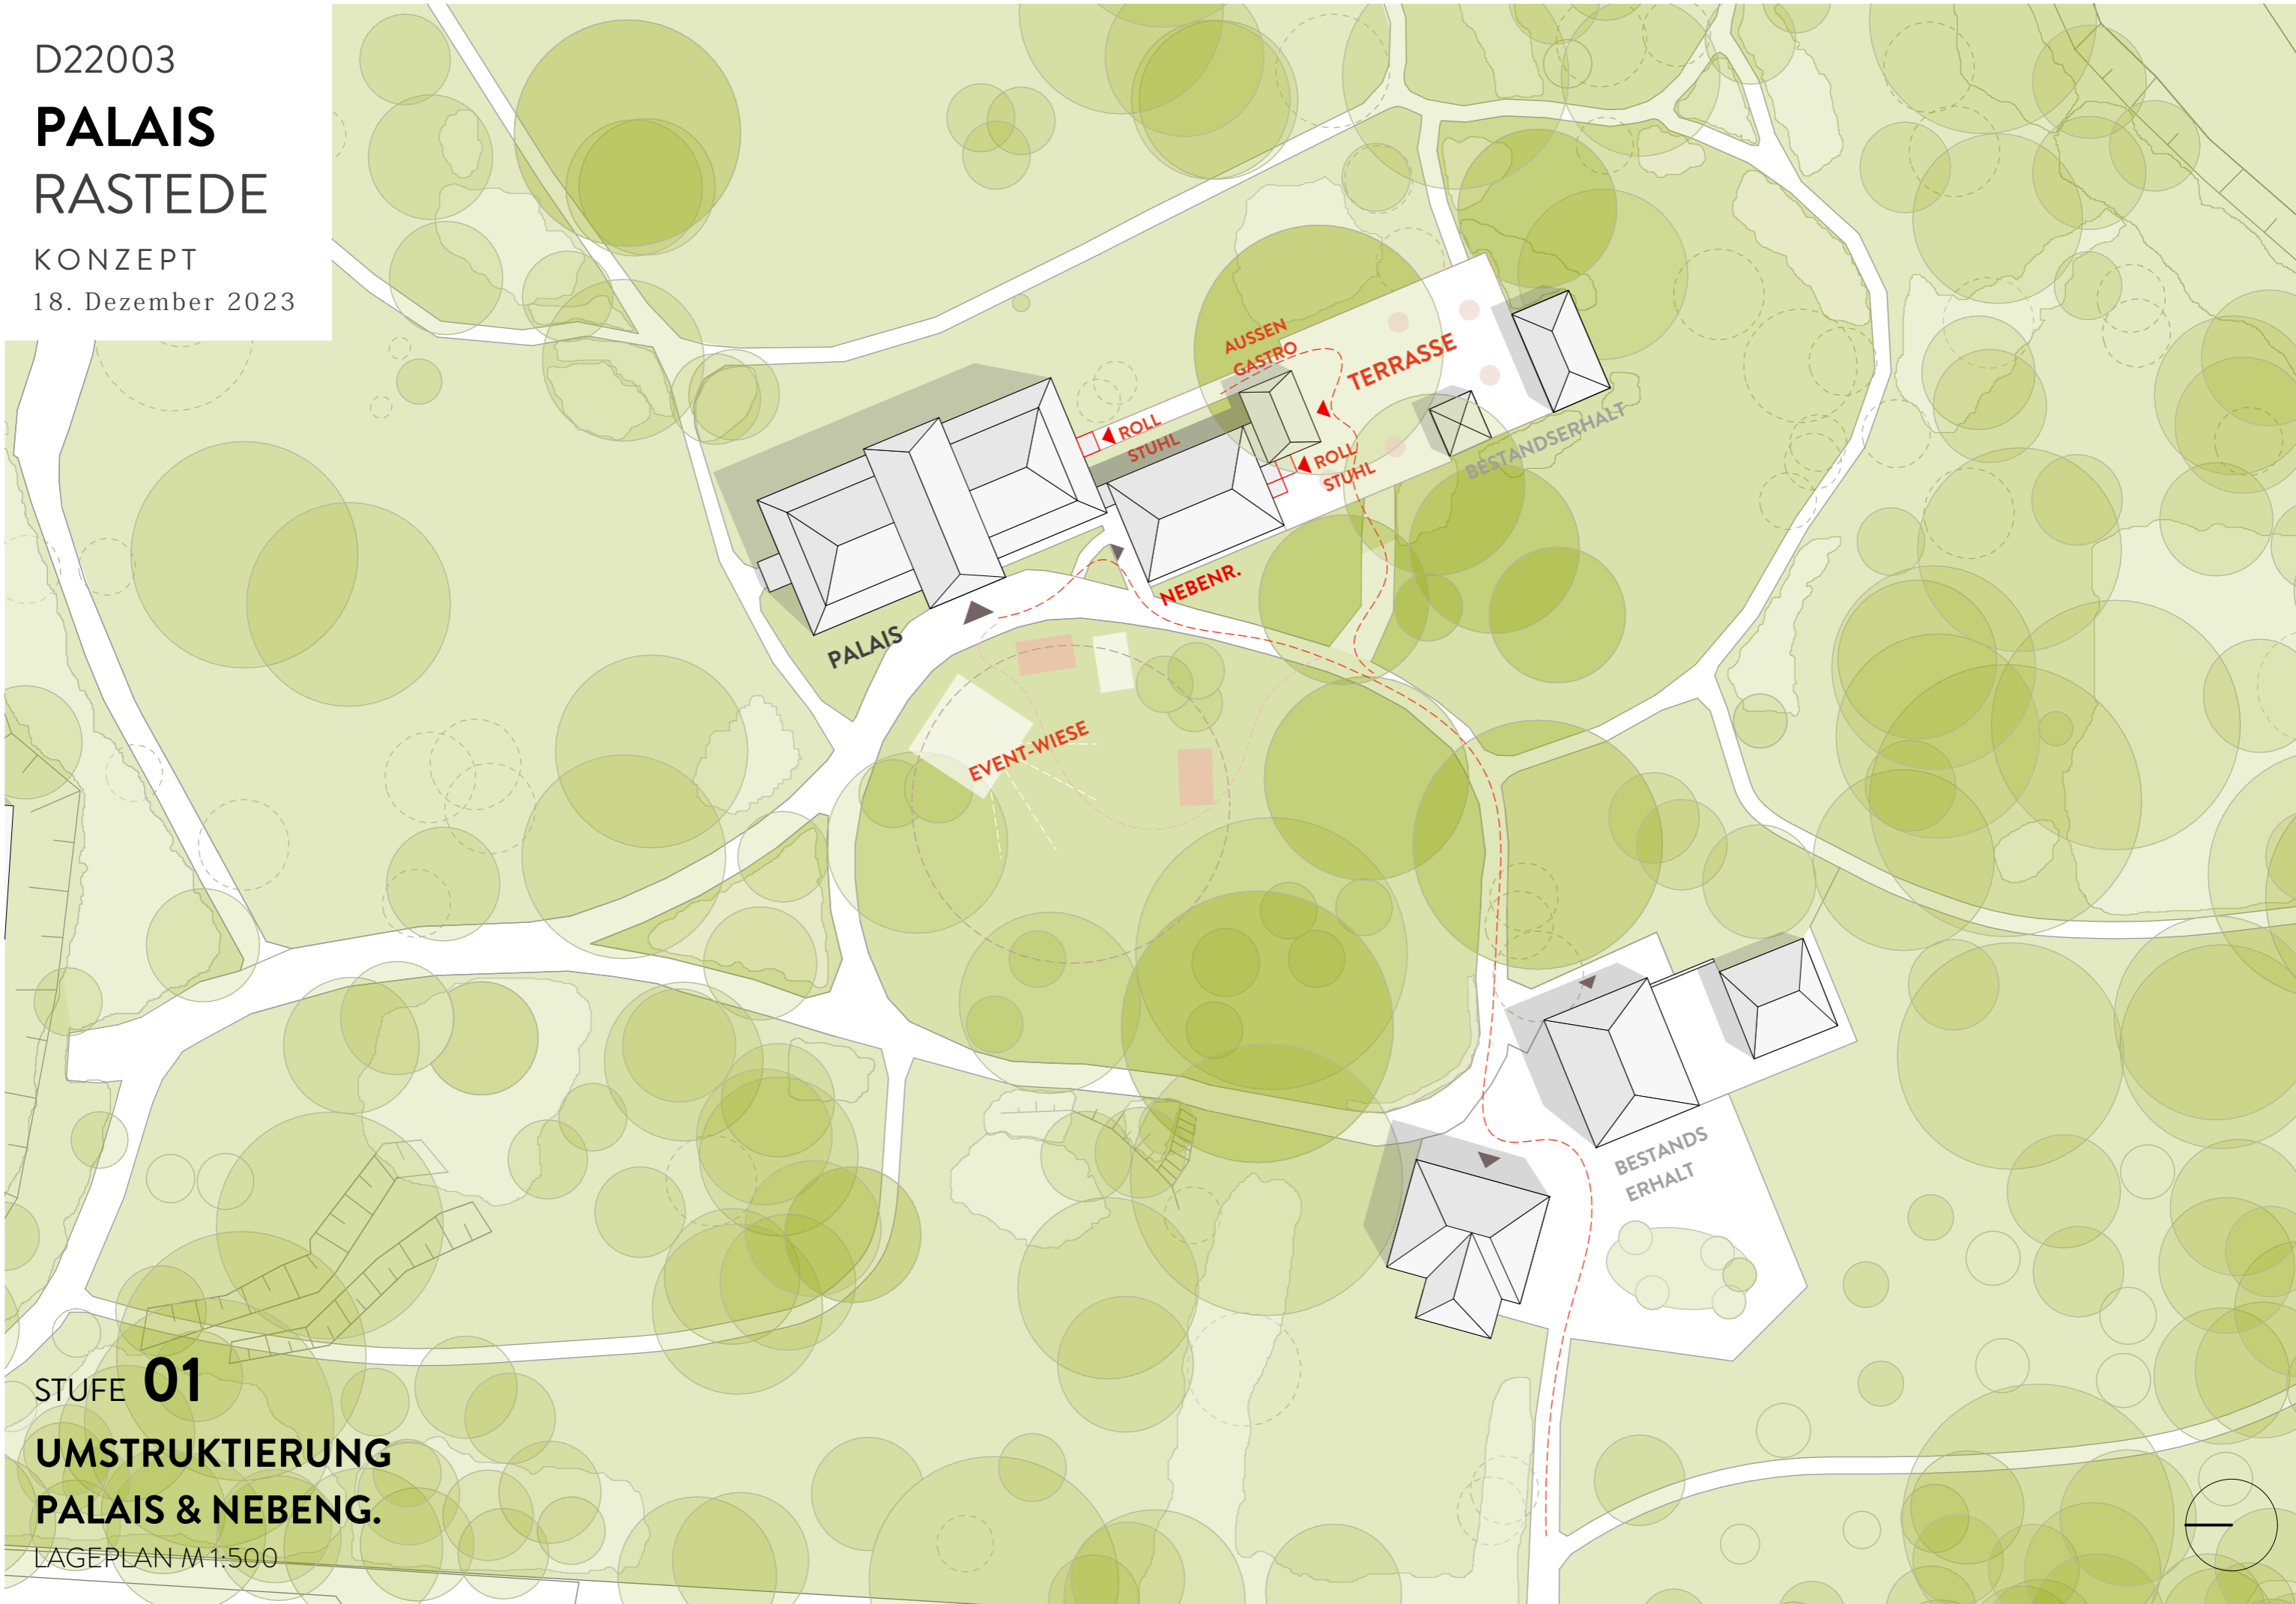 D22003
PALAIS
RASTEDE
KONZEPT
18. Dezember 2023
AUSSEN
GASTRO
TERRASSE
ROLL
STUHL
ROLL
STUHL
BESTANDSERHALT
NEBENR.
PALAIS
EVENT-WIESE
BESTANDS
ERHALT
STUFE 01
UMSTRUKTIERUNG
PALAIS & NEBENG.
LAGEPLAN M 1:500